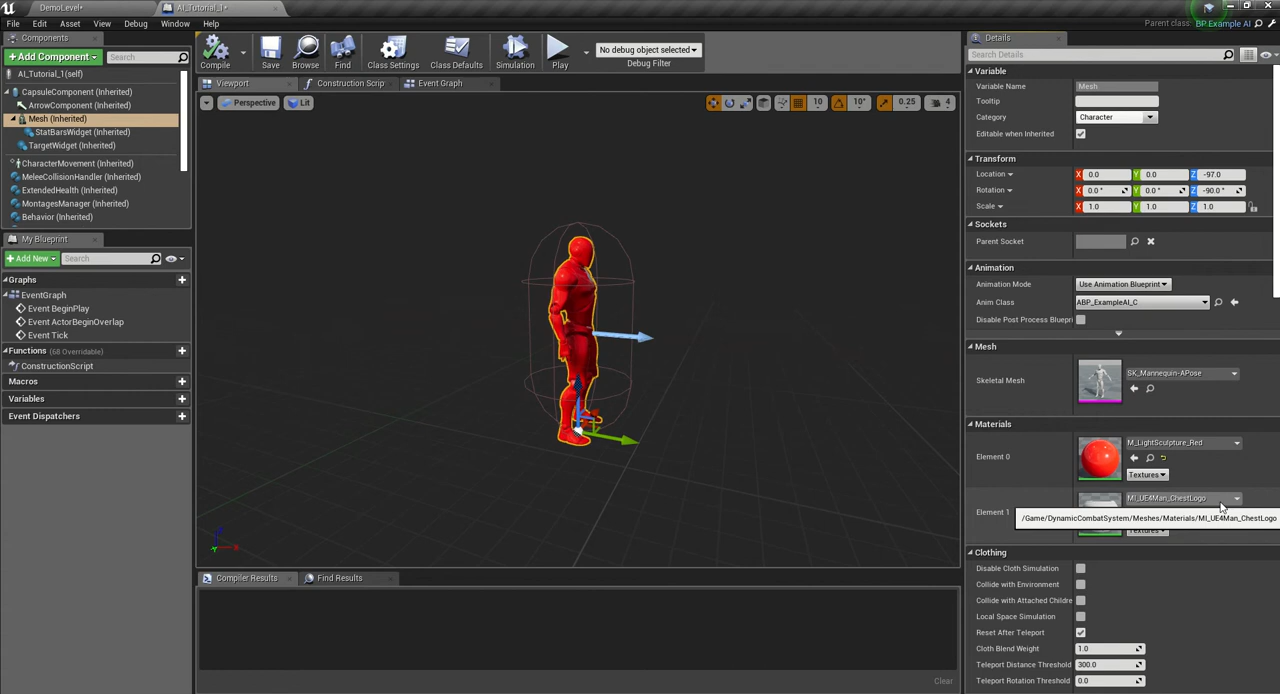 DemoLevel•
AI_Tutorial_1•
File Edit Asset View Debug Window Help
Parent class: BP Example AI
Components
Add Component
Search
AI_Tutorial_1(self)
CapsuleComponent (Inherited)
ArrowComponent (Inherited)
Mesh (Inherited)
StatBarsWidget (Inherited)
TargetWidget (Inherited)
CharacterMovement (Inherited)
MeleeCollisionHandler (Inherited)
ExtendedHealth (Inherited)
MontagesManager (Inherited)
Behavior (Inherited)
My Blueprint
Add New
Search
Graphs
EventGraph
Event BeginPlay
Event ActorBeginOverlap
Event Tick
Functions (68 Overridable)
ConstructionScript
Macros
Variables
Event Dispatchers
Compile
Save
Browse
Find
Class Settings
Class Defaults
Simulation
Play
No debug object selected
Debug Filter
Viewport
Construction Scrip
Event Graph
Perspective
Lit
10
10°
0.25
4
Compiler Results
Find Results
Clear
Details
Search Details
Variable
Variable Name Mesh
Tooltip
Category Character
Editable when Inherited
Transform
Location X 0.0 Y 0.0 Z -97.0
Rotation X 0.0 ° Y 0.0 ° Z -90.0 °
Scale X 1.0 Y 1.0 Z 1.0
Sockets
Parent Socket
Animation
Animation Mode Use Animation Blueprint
Anim Class ABP_ExampleAI_C
Disable Post Process Bluepri
Mesh
Skeletal Mesh SK_Mannequin-APose
Materials
Element 0 M_LightSculpture_Red
Textures
Element 1 MI_UE4Man_ChestLogo
/Game/DynamicCombatSystem/Meshes/Materials/MI_UE4Man_ChestLogo
Textures
Clothing
Disable Cloth Simulation
Collide with Environment
Collide with Attached Childre
Local Space Simulation
Reset After Teleport
Cloth Blend Weight 1.0
Teleport Distance Threshold 300.0
Teleport Rotation Threshold 0.0